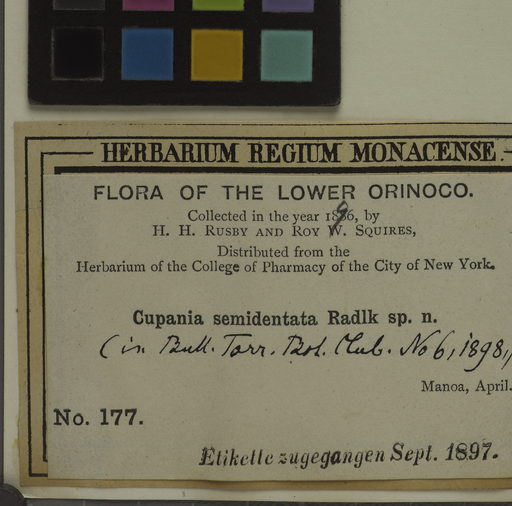 HERBARIUM REGIUM MONACENSE.
FLORA OF THE LOWER ORINOCO.
Collected in the year 1896, by
H. H. RUSBY AND ROY W. SQUIRES,
Distributed from the
Herbarium of the College of Pharmacy of the City of New York.
Cupania semidentata Radlk sp. n.
(in Bull. Torr. Bot. Club. No 6, 1898,
Manoa, April.
No. 177.
Etikette zugegangen Sept. 1897.